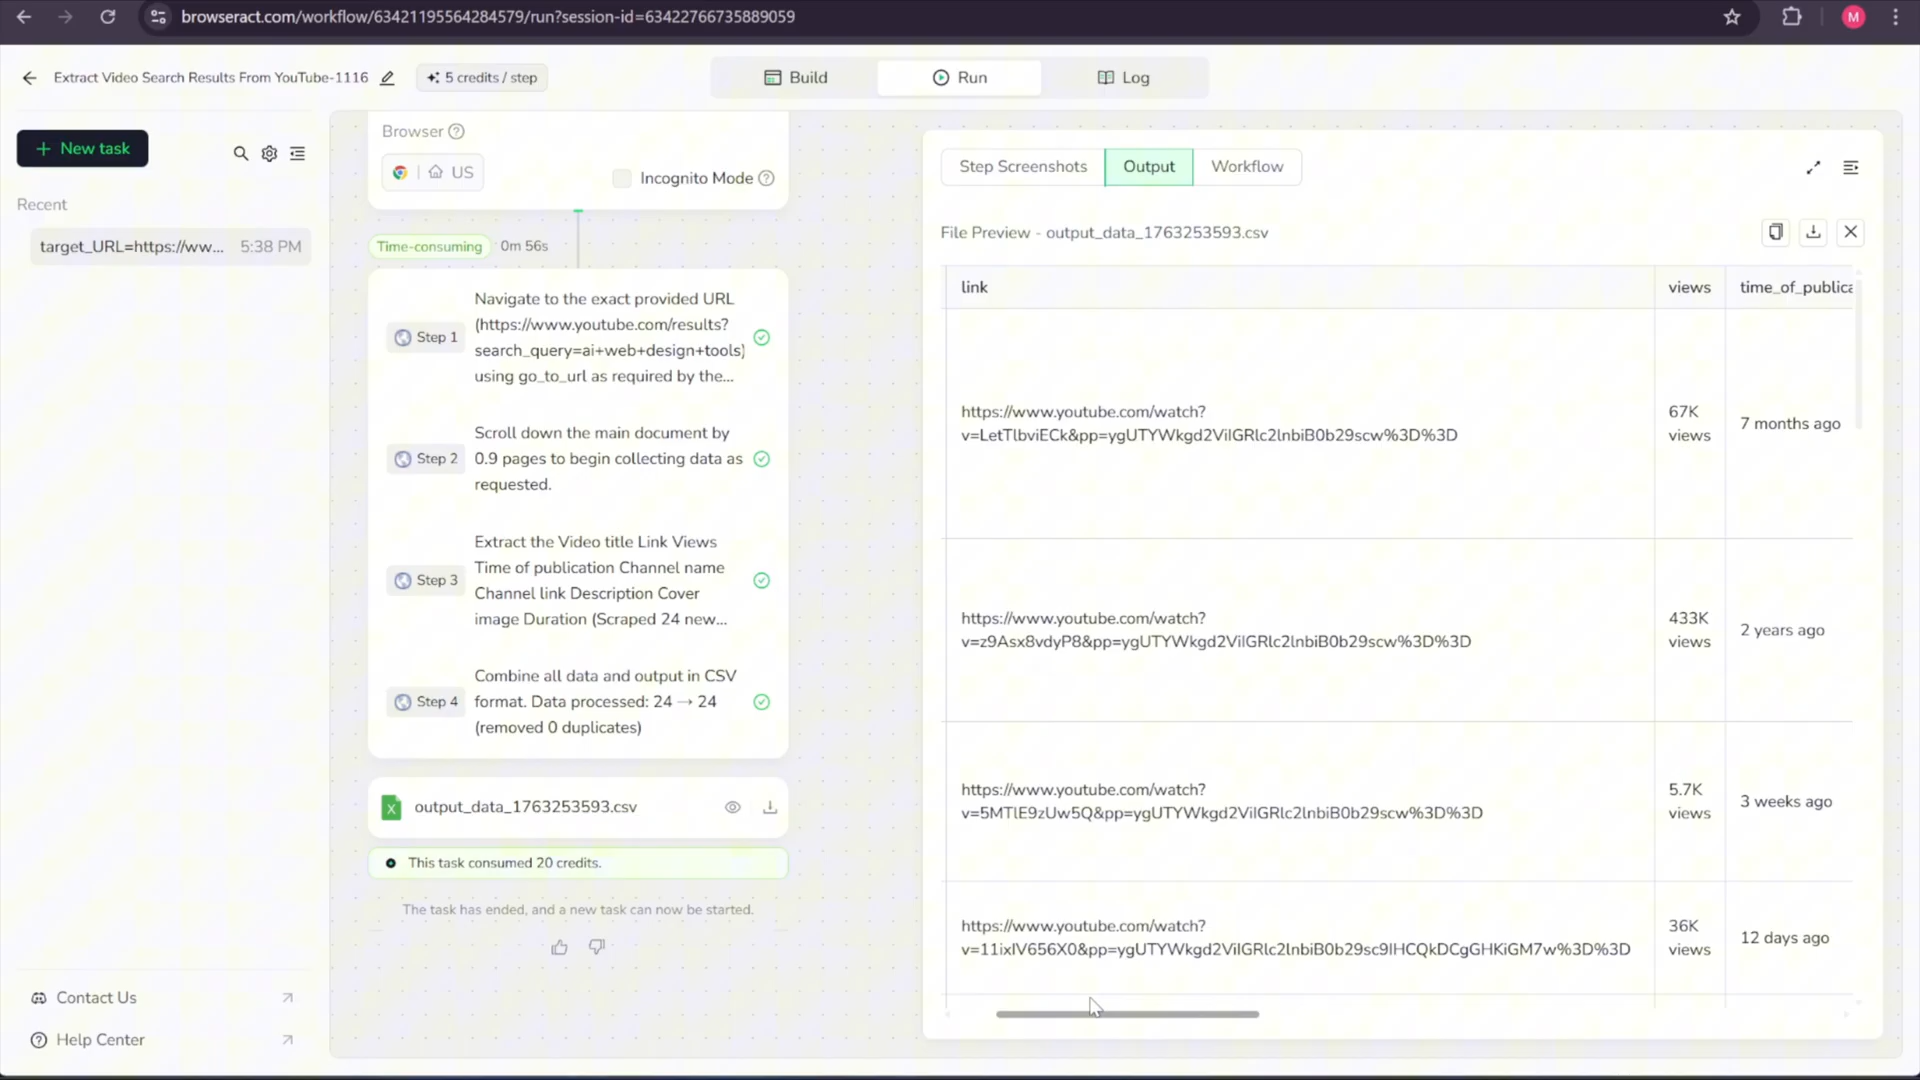 browseract.com/workflow/63421195564284579/run?session-id=63422766735889059
M
Extract Video Search Results From YouTube-1116
5 credits / step
Build
Run
Log
New task
Recent
target_URL=https://ww...
5:38 PM
Contact Us
Help Center
Browser
US
Incognito Mode
Time-consuming
0m 56s
Step 1
Navigate to the exact provided URL
(https://www.youtube.com/results?
search_query=ai+web+design+tools)
using go_to_url as required by the...
Step 2
Scroll down the main document by
0.9 pages to begin collecting data as
requested.
Step 3
Extract the Video title Link Views
Time of publication Channel name
Channel link Description Cover
image Duration (Scraped 24 new...
Step 4
Combine all data and output in CSV
format. Data processed: 24 → 24
(removed 0 duplicates)
output_data_1763253593.csv
This task consumed 20 credits.
The task has ended, and a new task can now be started.
Step Screenshots
Output
Workflow
File Preview - output_data_1763253593.csv
link
views
time_of_publica
https://www.youtube.com/watch?
v=LetTlbviECk&pp=ygUTYWkgd2ViIGRlc2lnbiB0b29scw%3D%3D
67K
views
7 months ago
https://www.youtube.com/watch?
v=z9Asx8vdyP8&pp=ygUTYWkgd2ViIGRlc2lnbiB0b29scw%3D%3D
433K
views
2 years ago
https://www.youtube.com/watch?
v=5MTlE9zUw5Q&pp=ygUTYWkgd2ViIGRlc2lnbiB0b29scw%3D%3D
5.7K
views
3 weeks ago
https://www.youtube.com/watch?
v=11ixIV656X0&pp=ygUTYWkgd2ViIGRlc2lnbiB0b29sc9IHCQkDCgGHKiGM7w%3D%3D
36K
views
12 days ago